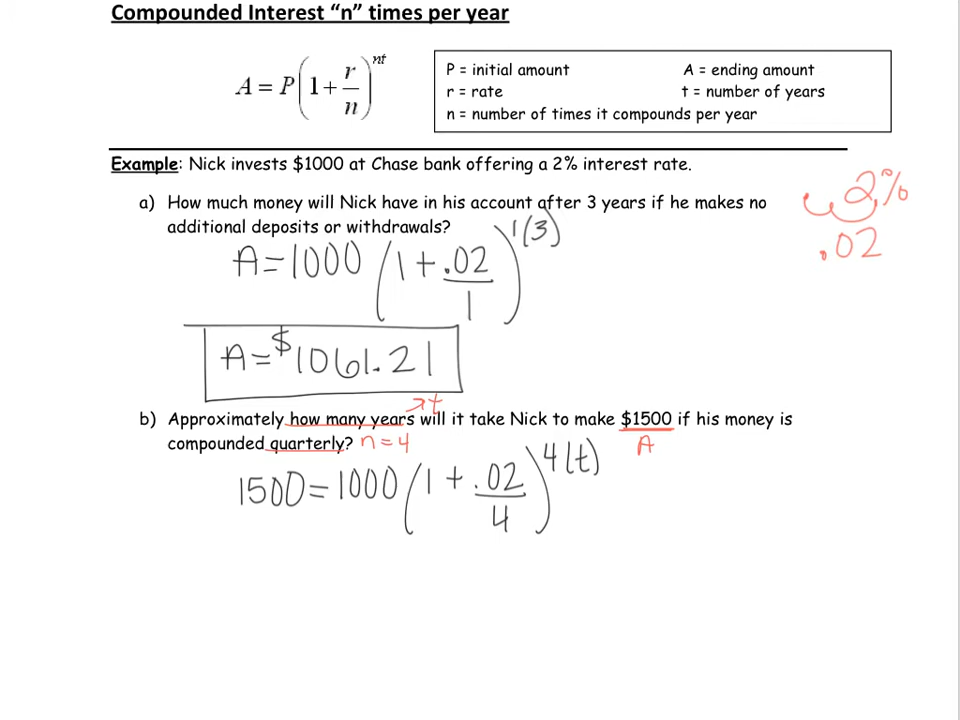 Compounded Interest “n” times per year
A = P(1 + r/n)^nt
P = initial amount A = ending amount
r = rate t = number of years
n = number of times it compounds per year
Example: Nick invests $1000 at Chase bank offering a 2% interest rate.
2%
.02
a) How much money will Nick have in his account after 3 years if he makes no
additional deposits or withdrawals?
A = 1000 (1 + .02/1)^1(3)
A = $1061.21
→t
b) Approximately how many years will it take Nick to make $1500 if his money is
compounded quarterly? n = 4 A
1500 = 1000 (1 + .02/4)^4(t)